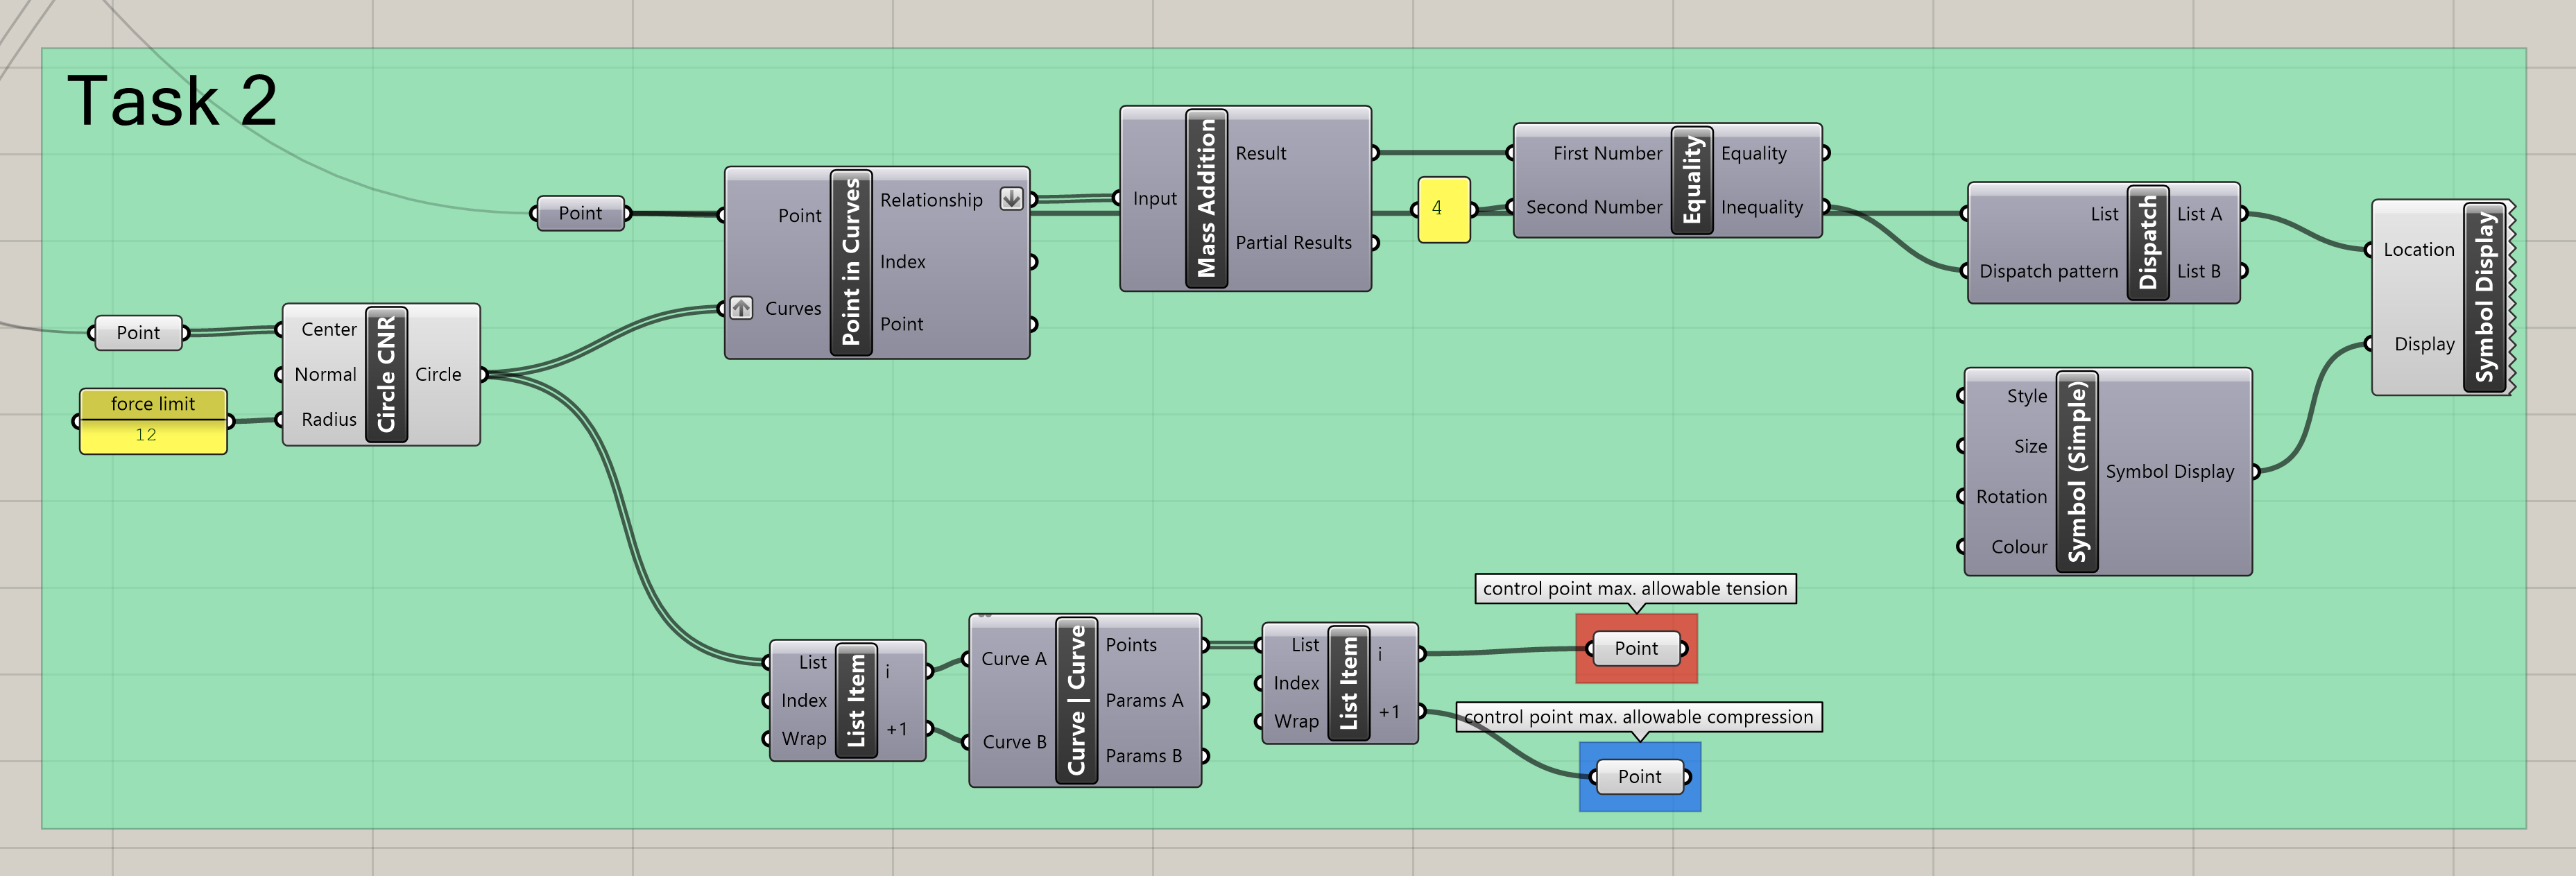 Task 2
Point
Point
force limit
12
Center
Normal
Radius
Circle CNR
Circle
Point
Curves
Point in Curves
Relationship
Index
Point
Input
Mass Addition
Result
Partial Results
4
First Number
Second Number
Equality
Equality
Inequality
List
Dispatch pattern
Dispatch
List A
List B
Location
Display
Symbol Display
Style
Size
Rotation
Colour
Symbol (Simple)
Symbol Display
List
Index
Wrap
List Item
i
+1
Curve A
Curve B
Curve | Curve
Points
Params A
Params B
List
Index
Wrap
List Item
i
+1
control point max. allowable tension
Point
control point max. allowable compression
Point